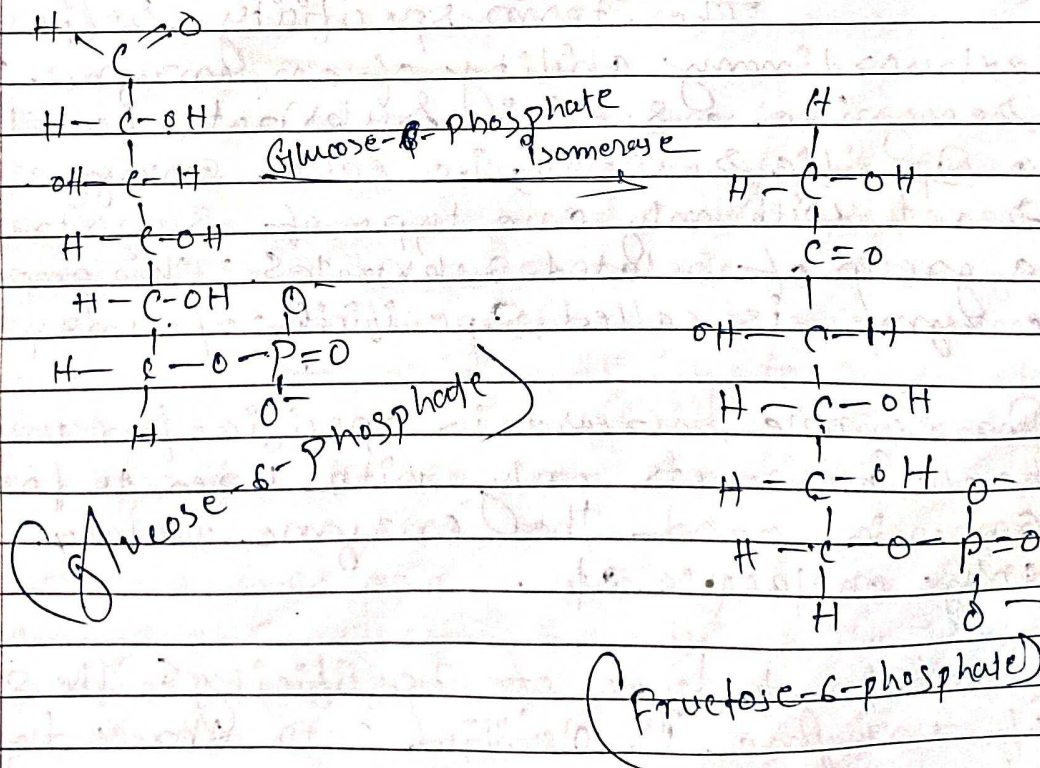 H C=O
H-C-OH
OH-C-H
H-C-OH
H-C-OH O-
H-C-O-P=O
H O-
(Glucose-6-phosphate)
Glucose-6-phosphate
isomerase
H
H-C-OH
C=O
OH-C-H
H-C-OH
H-C-OH O-
H-C-O-P=O
H O-
(Fructose-6-phosphate)